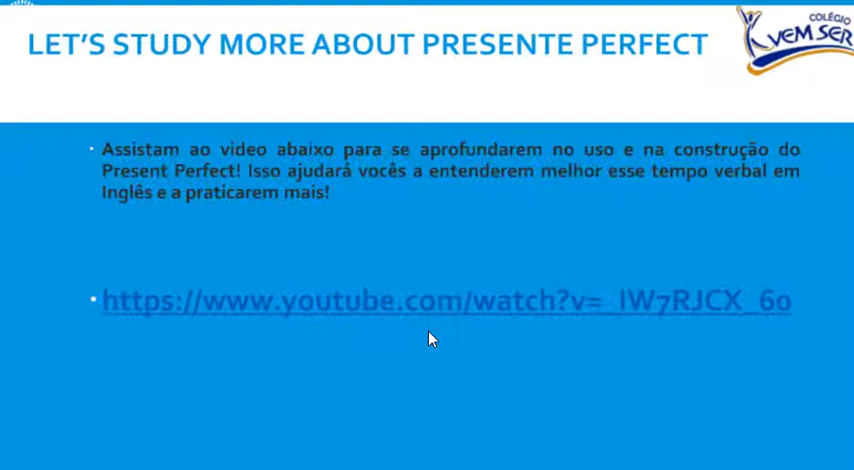 LET'S STUDY MORE ABOUT PRESENTE PERFECT
COLÉGIO
VEM SER
Assistam ao video abaixo para se aprofundarem no uso e na construção do
Present Perfect! Isso ajudará vocês a entenderem melhor esse tempo verbal em
Inglês e a praticarem mais!
https://www.youtube.com/watch?v=_IW7RJCX_6o